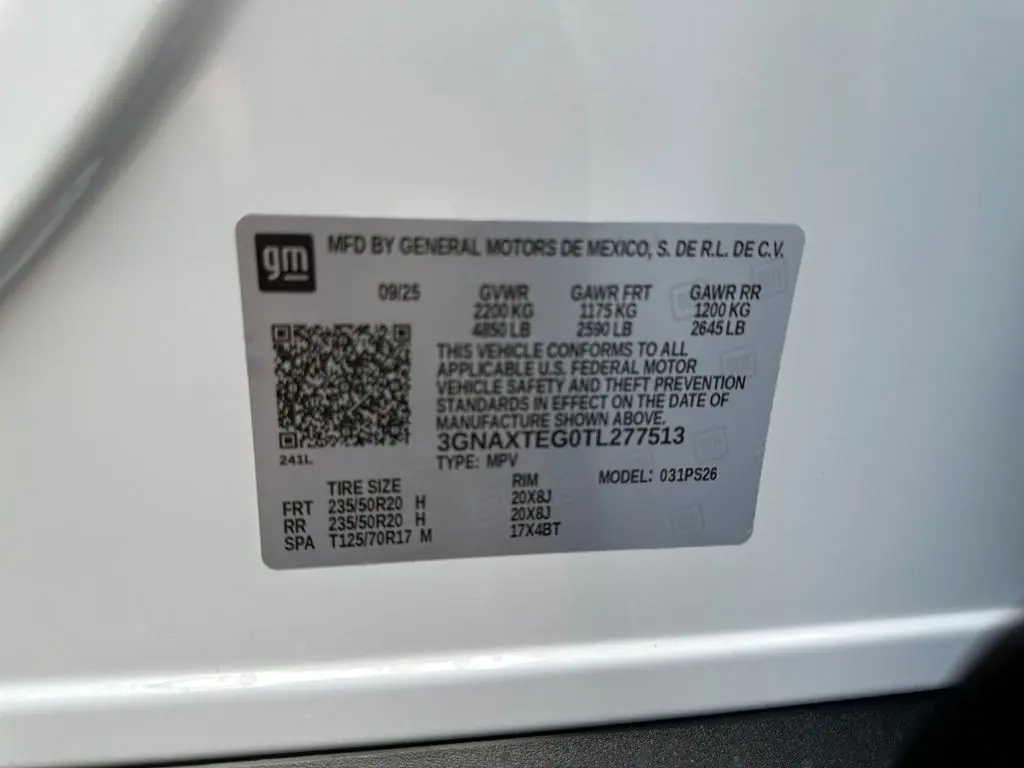 gm MFD BY GENERAL MOTORS DE MEXICO, S. DE R.L. DE C.V.
09/25 GVWR GAWR FRT GAWR RR
2200 KG 1175 KG 1200 KG
4850 LB 2590 LB 2645 LB
THIS VEHICLE CONFORMS TO ALL
APPLICABLE U.S. FEDERAL MOTOR
VEHICLE SAFETY AND THEFT PREVENTION
STANDARDS IN EFFECT ON THE DATE OF
MANUFACTURE SHOWN ABOVE.
3GNAXTEG0TL277513
241L TYPE: MPV
TIRE SIZE RIM MODEL: 031PS26
FRT 235/50R20 H 20X8J
RR 235/50R20 H 20X8J
SPA T125/70R17 M 17X4BT